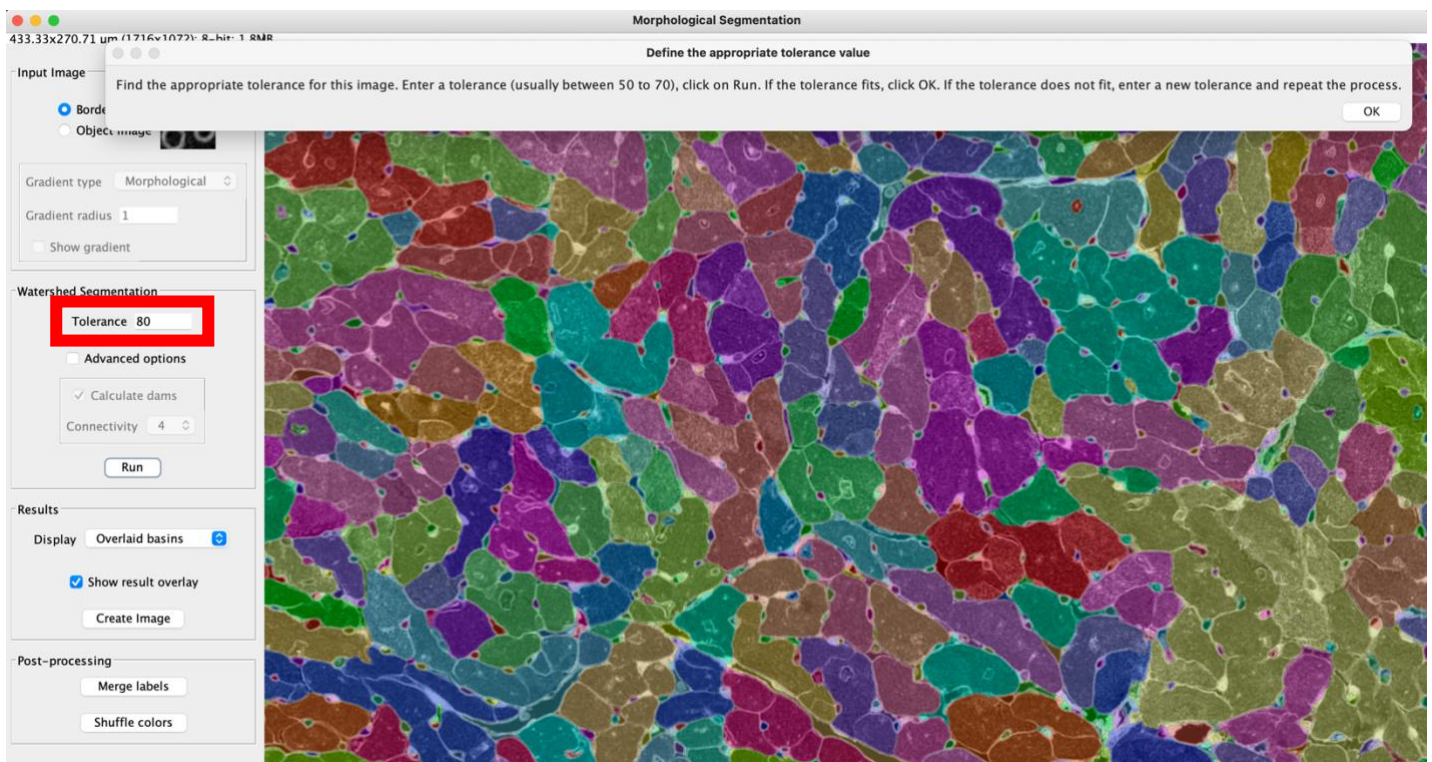 Morphological Segmentation
433.33x270.71 um (1716x1072); 8-bit; 1.8MB
Define the appropriate tolerance value
Find the appropriate tolerance for this image. Enter a tolerance (usually between 50 to 70), click on Run. If the tolerance fits, click OK. If the tolerance does not fit, enter a new tolerance and repeat the process.
OK
Input Image
Borde
Object Image
Gradient type Morphological
Gradient radius 1
Show gradient
Watershed Segmentation
Tolerance 80
Advanced options
Calculate dams
Connectivity 4
Run
Results
Display Overlaid basins
Show result overlay
Create Image
Post-processing
Merge labels
Shuffle colors